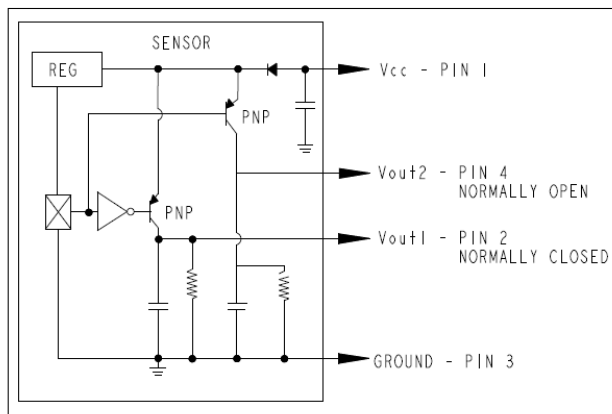 SENSOR
REG
Vcc - PIN 1
PNP
Vout2 - PIN 4
NORMALLY OPEN
PNP
Vout1 - PIN 2
NORMALLY CLOSED
GROUND - PIN 3